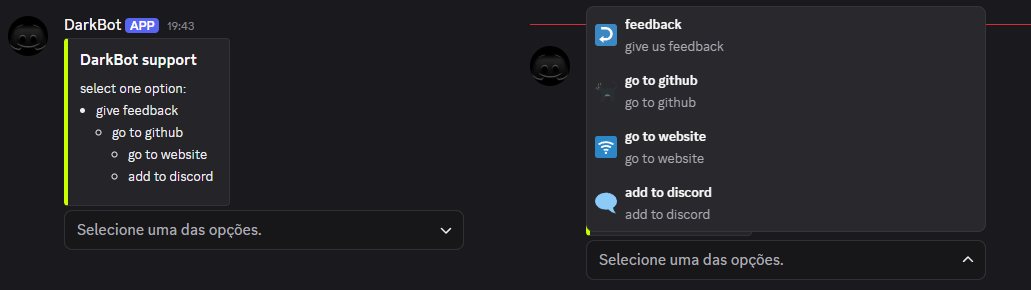 DarkBot APP 19:43
DarkBot support
select one option:
give feedback
go to github
go to website
add to discord
Selecione uma das opções.
feedback
give us feedback
go to github
go to github
go to website
go to website
add to discord
add to discord
Selecione uma das opções.